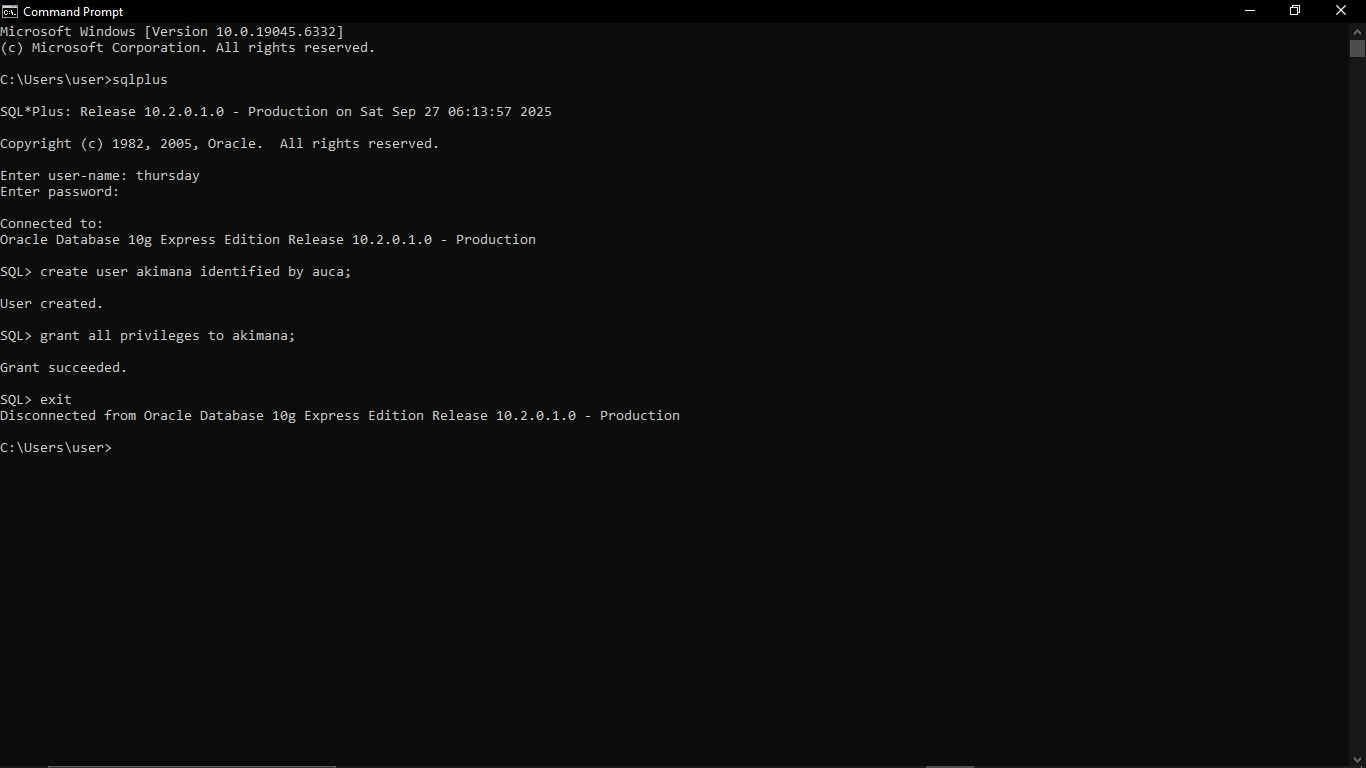 Command Prompt
Microsoft Windows [Version 10.0.19045.6332]
(c) Microsoft Corporation. All rights reserved.
C:\Users\user>sqlplus
SQL*Plus: Release 10.2.0.1.0 - Production on Sat Sep 27 06:13:57 2025
Copyright (c) 1982, 2005, Oracle.  All rights reserved.
Enter user-name: thursday
Enter password:
Connected to:
Oracle Database 10g Express Edition Release 10.2.0.1.0 - Production
SQL> create user akimana identified by auca;
User created.
SQL> grant all privileges to akimana;
Grant succeeded.
SQL> exit
Disconnected from Oracle Database 10g Express Edition Release 10.2.0.1.0 - Production
C:\Users\user>